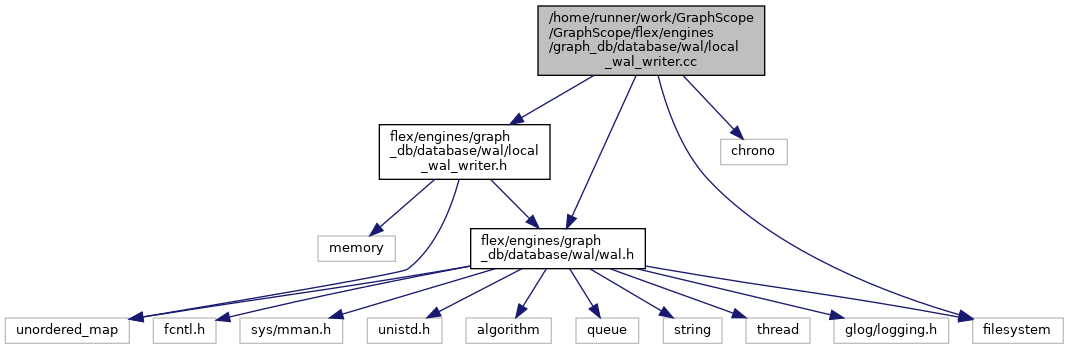 /home/runner/work/GraphScope
/GraphScope/flex/engines
/graph_db/database/wal/local
_wal_writer.cc
flex/engines/graph
_db/database/wal/local
_wal_writer.h
chrono
memory
flex/engines/graph
_db/database/wal/wal.h
unordered_map
fcntl.h
sys/mman.h
unistd.h
algorithm
queue
string
thread
glog/logging.h
filesystem